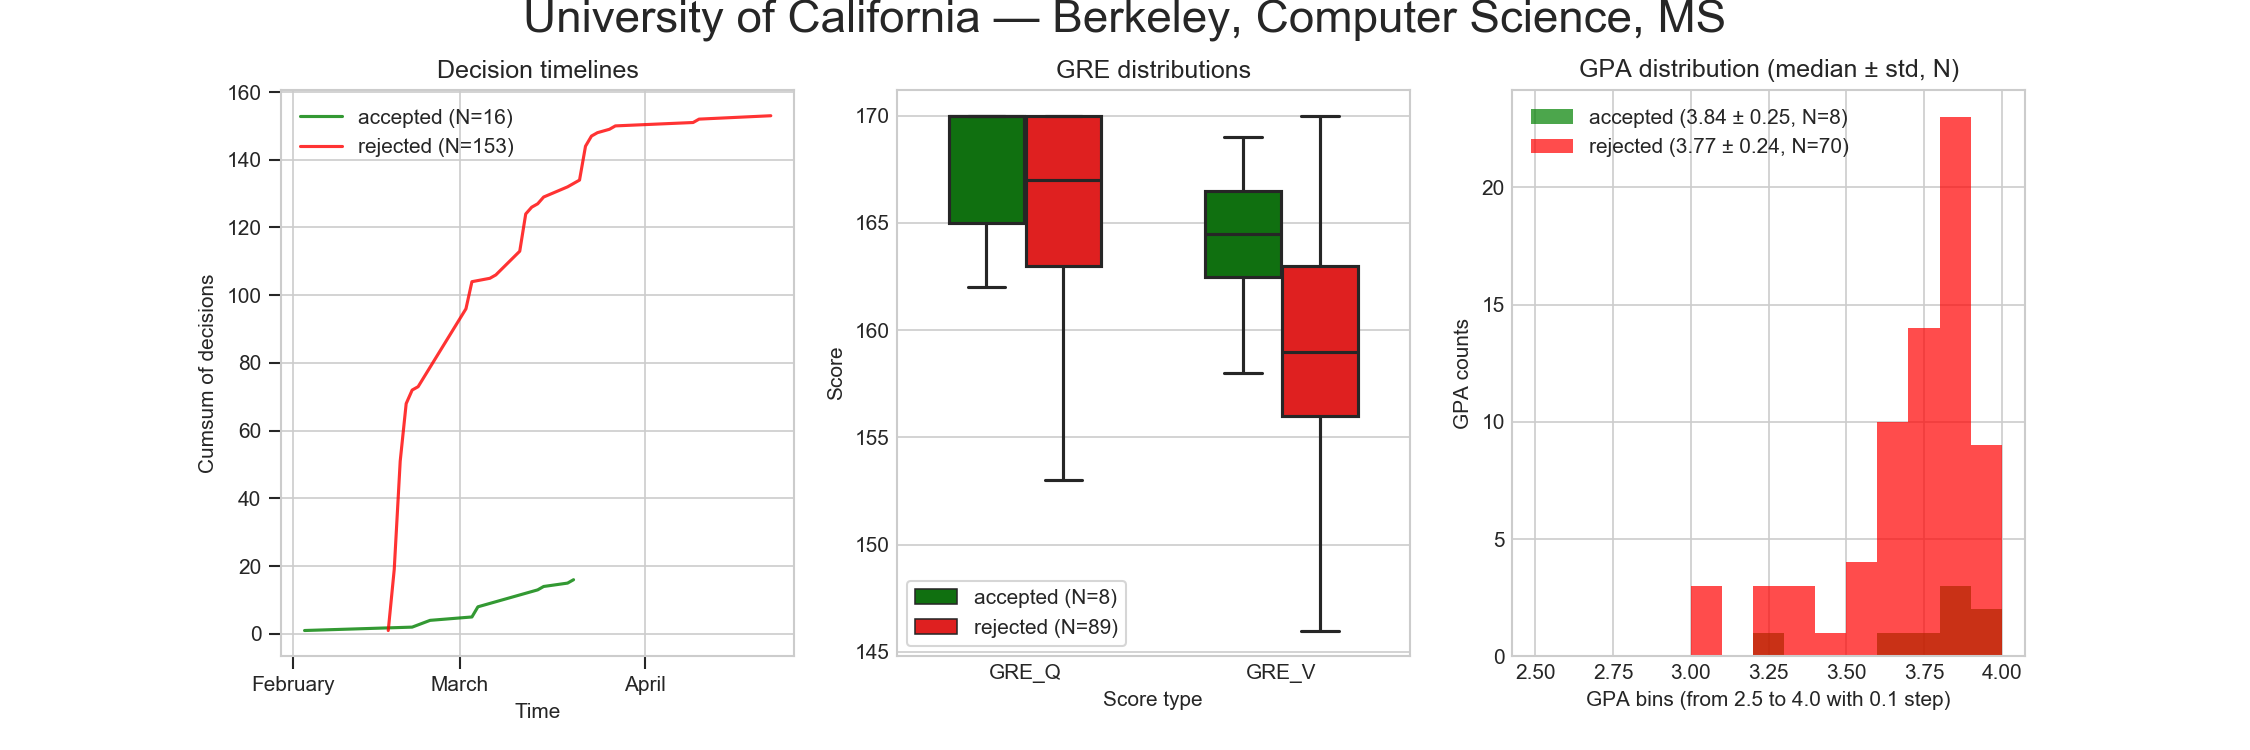 University of California — Berkeley, Computer Science, MS
Decision timelines
accepted (N=16)
rejected (N=153)
160
140
120
100
80
60
40
20
0
Cumsum of decisions
February
March
April
Time
GRE distributions
170
165
160
155
150
145
Score
accepted (N=8)
rejected (N=89)
GRE_Q
GRE_V
Score type
GPA distribution (median ± std, N)
accepted (3.84 ± 0.25, N=8)
rejected (3.77 ± 0.24, N=70)
20
15
10
5
0
GPA counts
2.50
2.75
3.00
3.25
3.50
3.75
4.00
GPA bins (from 2.5 to 4.0 with 0.1 step)